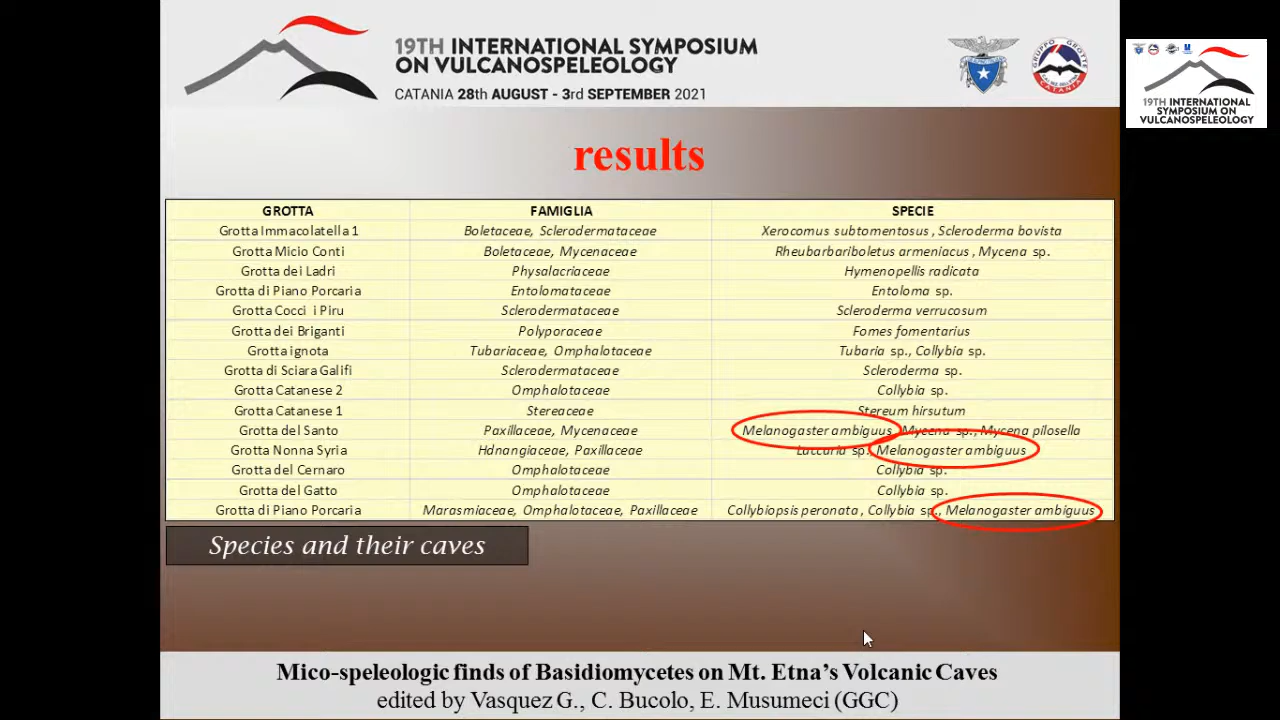 19TH INTERNATIONAL SYMPOSIUM
ON VULCANOSPELEOLOGY
CATANIA 28th AUGUST - 3rd SEPTEMBER 2021
GRUPPO GROTTE
CATANIA
19TH INTERNATIONAL
SYMPOSIUM ON
VULCANOSPELEOLOGY
results
GROTTA FAMIGLIA SPECIE
Grotta Immacolatella 1 Boletaceae, Sclerodermataceae Xerocomus subtomentosus, Scleroderma bovista
Grotta Micio Conti Boletaceae, Mycenaceae Rheubarbariboletus armeniacus, Mycena sp.
Grotta dei Ladri Physalacriaceae Hymenopellis radicata
Grotta di Piano Porcaria Entolomataceae Entoloma sp.
Grotta Cocci i Piru Sclerodermataceae Scleroderma verrucosum
Grotta dei Briganti Polyporaceae Fomes fomentarius
Grotta ignota Tubariaceae, Omphalotaceae Tubaria sp., Collybia sp.
Grotta di Sciara Galifi Sclerodermataceae Scleroderma sp.
Grotta Catanese 2 Omphalotaceae Collybia sp.
Grotta Catanese 1 Stereaceae Stereum hirsutum
Grotta del Santo Paxillaceae, Mycenaceae Melanogaster ambiguus, Mycena sp., Mycena pilosella
Grotta Nonna Syria Hdnangiaceae, Paxillaceae Laccaria sp., Melanogaster ambiguus
Grotta del Cernaro Omphalotaceae Collybia sp.
Grotta del Gatto Omphalotaceae Collybia sp.
Grotta di Piano Porcaria Marasmiaceae, Omphalotaceae, Paxillaceae Collybiopsis peronata, Collybia sp., Melanogaster ambiguus
Species and their caves
Mico-speleologic finds of Basidiomycetes on Mt. Etna's Volcanic Caves
edited by Vasquez G., C. Bucolo, E. Musumeci (GGC)